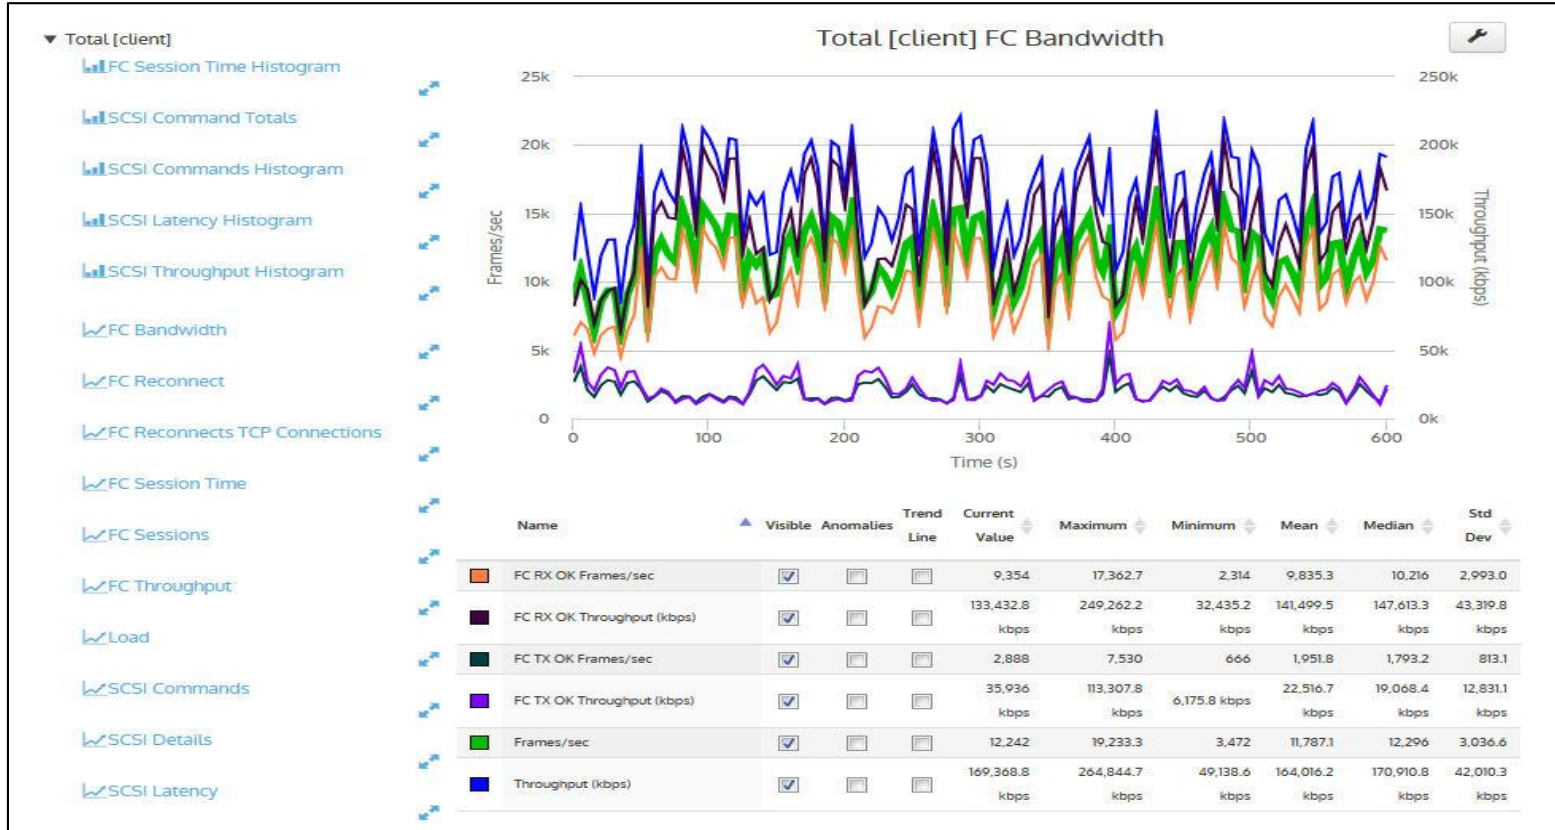 Total [client]
FC Session Time Histogram
SCSI Command Totals
SCSI Commands Histogram
SCSI Latency Histogram
SCSI Throughput Histogram
FC Bandwidth
FC Reconnect
FC Reconnects TCP Connections
FC Session Time
FC Sessions
FC Throughput
Load
SCSI Commands
SCSI Details
SCSI Latency
Total [client] FC Bandwidth
25k 250k
20k 200k
15k 150k
10k 100k
5k 50k
0 0k
Frames/sec
Throughput (kbps)
0 100 200 300 400 500 600
Time (s)
Name Visible Anomalies Trend Line Current Value Maximum Minimum Mean Median Std Dev
FC RX OK Frames/sec 9,354 17,362.7 2,314 9,835.3 10,216 2,993.0
FC RX OK Throughput (kbps) 133,432.8 kbps 249,262.2 kbps 32,435.2 kbps 141,499.5 kbps 147,613.3 kbps 43,319.8 kbps
FC TX OK Frames/sec 2,888 7,530 666 1,951.8 1,793.2 813.1
FC TX OK Throughput (kbps) 35,936 kbps 113,307.8 kbps 6,175.8 kbps 22,516.7 kbps 19,068.4 kbps 12,831.1 kbps
Frames/sec 12,242 19,233.3 3,472 11,787.1 12,296 3,036.6
Throughput (kbps) 169,368.8 kbps 264,844.7 kbps 49,138.6 kbps 164,016.2 kbps 170,910.8 kbps 42,010.3 kbps